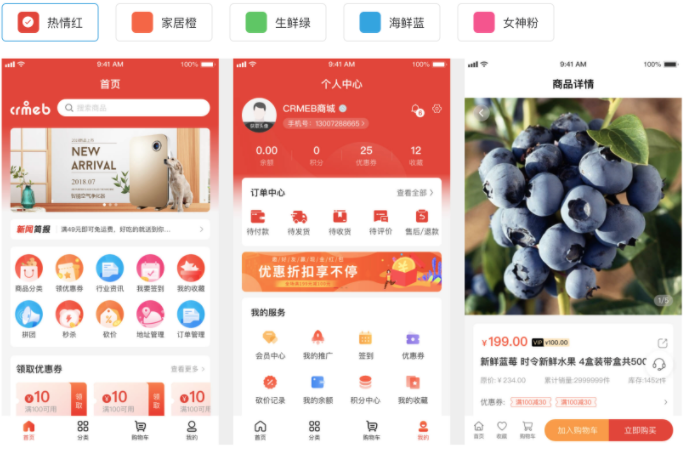 热情红
家居橙
生鲜绿
海鲜蓝
女神粉
9:41 AM
100%
首页
crmeb
搜索商品
NEW
ARRIVAL
2018.07
智能空气净化器
新闻简报
满49元即可免运费，好吃的就送到你...
商品分类
领优惠券
行业资讯
我要签到
我的收藏
拼团
秒杀
砍价
地址管理
订单管理
领取优惠券
查看更多
¥10
满100可用
领取
¥10
满100可用
领取
¥10
满100可用
首页
分类
购物车
我的
9:41 AM
100%
个人中心
CRMEB商城
手机号：13007268665
6
0.00
余额
0
积分
25
优惠券
12
收藏
订单中心
查看全部
待付款
待发货
待收货
待评价
售后/退款
优惠折扣享不停
我的服务
会员中心
我的推广
签到
优惠券
砍价记录
我的余额
积分中心
我的收藏
首页
分类
购物车
我的
9:41 AM
100%
商品详情
1/5
¥199.00
VIP ¥100.00
新鲜蓝莓 时令新鲜水果 4盒装带盒共500
原价:￥234.00
累计销量:2999999件
库存:1452件
优惠券:
满100减30
满100减30
首页
收藏
购物车
加入购物车
立即购买